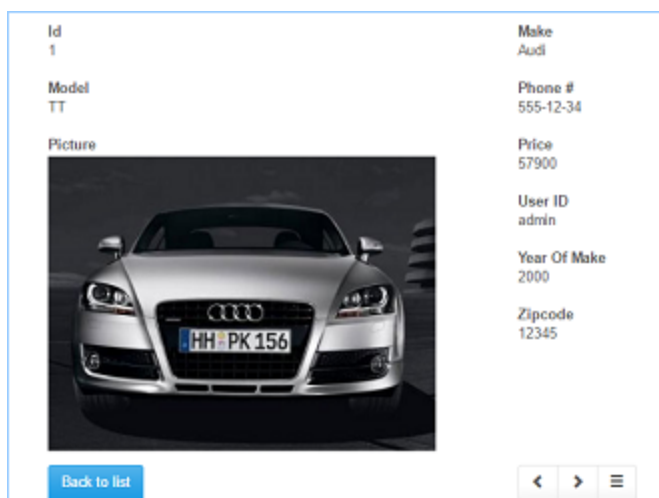 Id
1
Model
TT
Picture
HH PK 156
Back to list
Make
Audi
Phone #
555-12-34
Price
57900
User ID
admin
Year Of Make
2000
Zipcode
12345